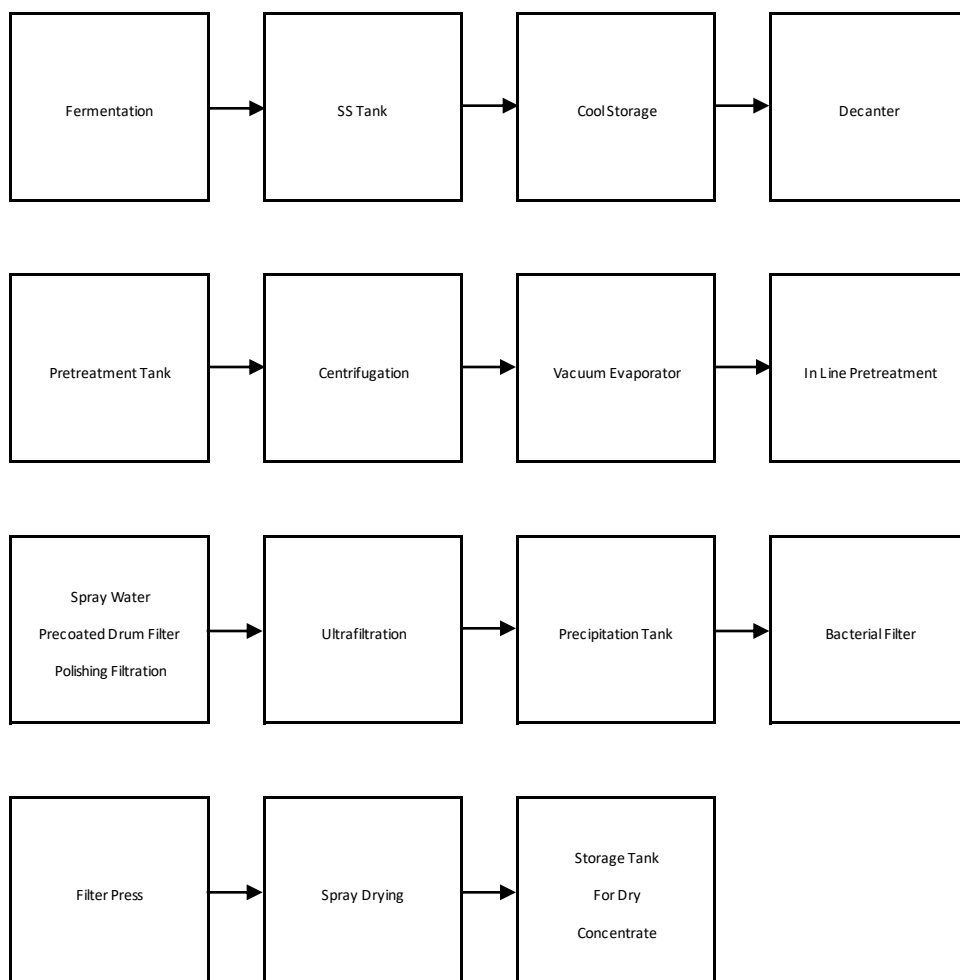 Fermentation
SS Tank
Cool Storage
Decanter
Pretreatment Tank
Centrifugation
Vacuum Evaporator
In Line Pretreatment
Spray Water
Precoated Drum Filter
Polishing Filtration
Ultrafiltration
Precipitation Tank
Bacterial Filter
Filter Press
Spray Drying
Storage Tank
For Dry
Concentrate